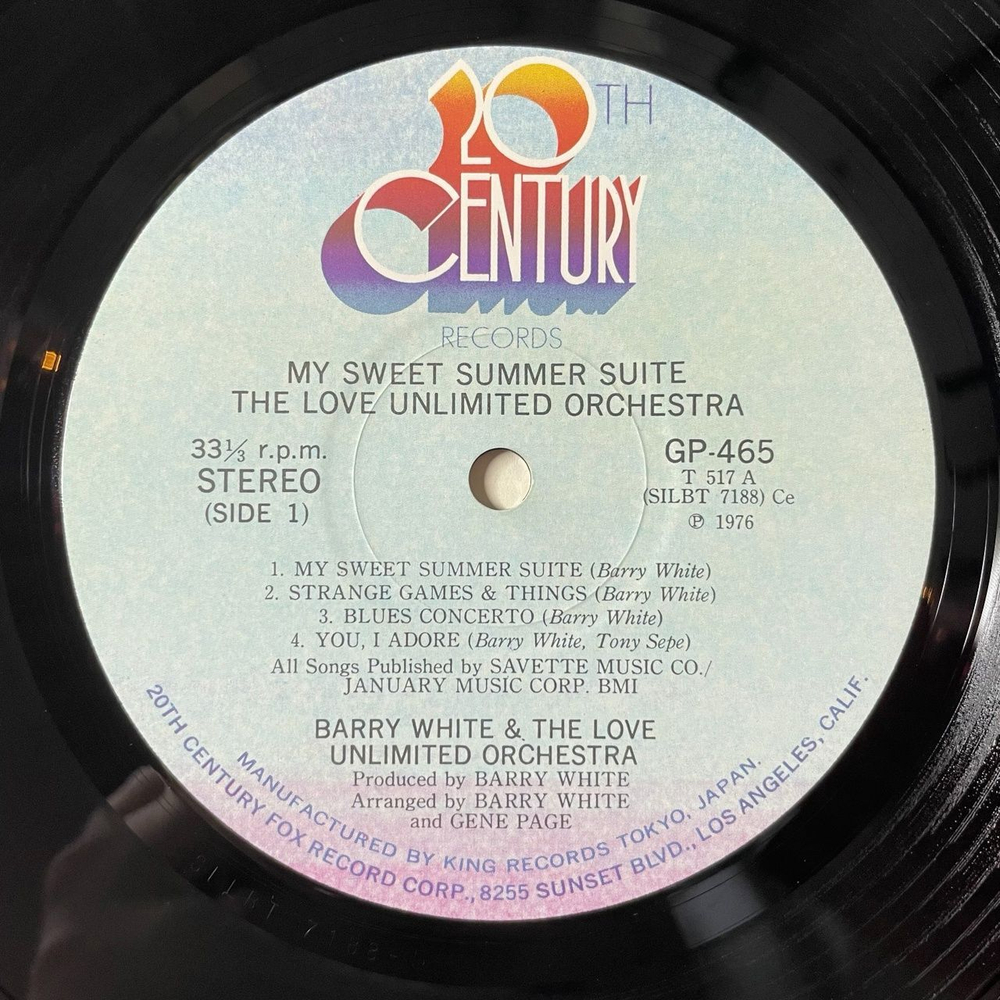 20TH
CENTURY
RECORDS
MY SWEET SUMMER SUITE
THE LOVE UNLIMITED ORCHESTRA
33⅓ r.p.m.
STEREO
(SIDE 1)
GP-465
T 517 A
(SILBT 7188) Ce
℗ 1976
1. MY SWEET SUMMER SUITE (Barry White)
2. STRANGE GAMES & THINGS (Barry White)
3. BLUES CONCERTO (Barry White)
4. YOU, I ADORE (Barry White, Tony Sepe)
All Songs Published by SAVETTE MUSIC CO./
JANUARY MUSIC CORP. BMI
BARRY WHITE & THE LOVE
UNLIMITED ORCHESTRA
Produced by BARRY WHITE
Arranged by BARRY WHITE
and GENE PAGE
MANUFACTURED BY KING RECORDS TOKYO, JAPAN.
20TH CENTURY FOX RECORD CORP., 8255 SUNSET BLVD., LOS ANGELES, CALIF.